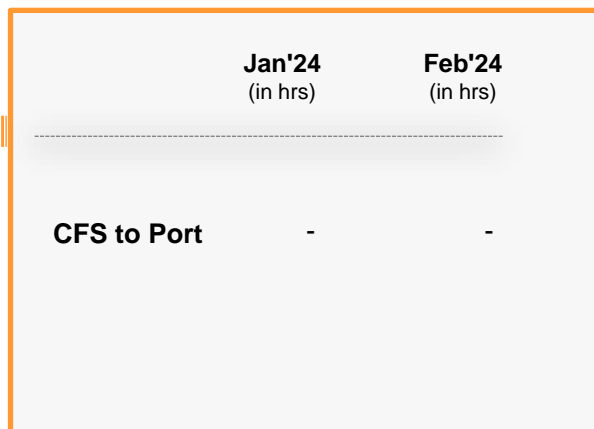 Jan'24 Feb'24
(in hrs) (in hrs)
CFS to Port - -